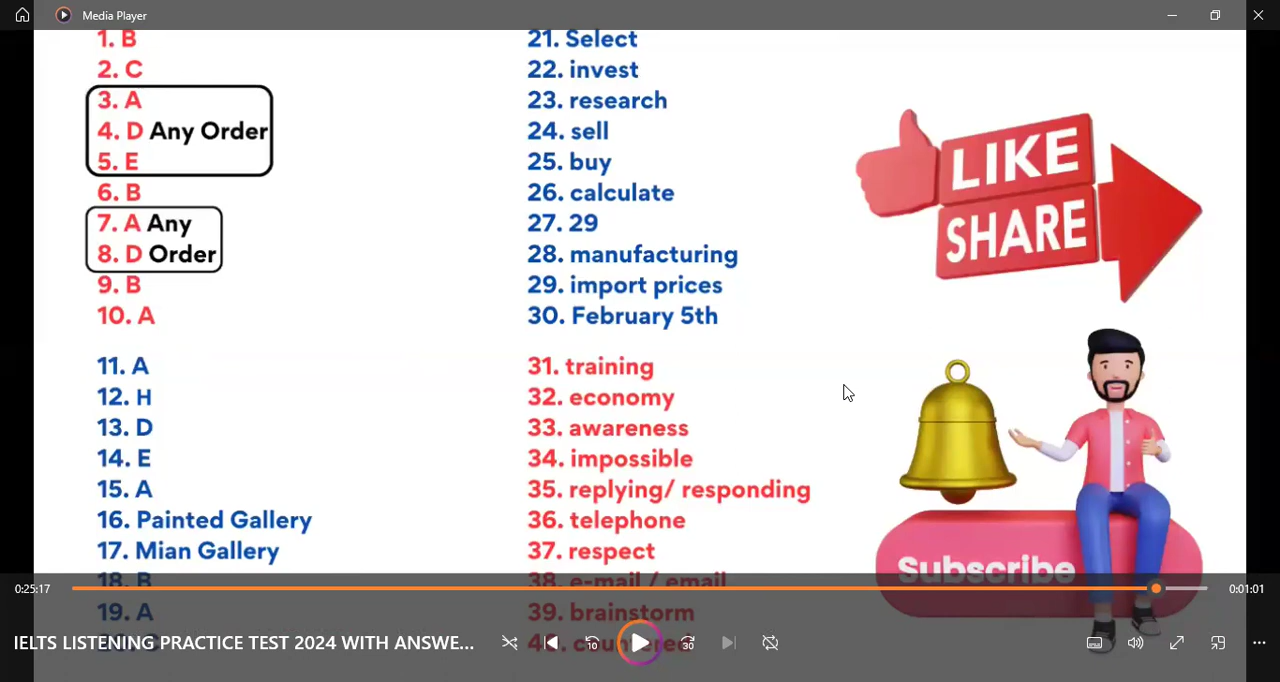 Media Player
1. B
2. C
3. A
4. D Any Order
5. E
6. B
7. A Any
8. D Order
9. B
10. A
11. A
12. H
13. D
14. E
15. A
16. Painted Gallery
17. Mian Gallery
18. B
19. A
20. C
21. Select
22. invest
23. research
24. sell
25. buy
26. calculate
27. 29
28. manufacturing
29. import prices
30. February 5th
31. training
32. economy
33. awareness
34. impossible
35. replying/ responding
36. telephone
37. respect
38. e-mail / email
39. brainstorm
LIKE
SHARE
Subscribe
0:25:17
0:01:01
IELTS LISTENING PRACTICE TEST 2024 WITH ANSWE...
10
30